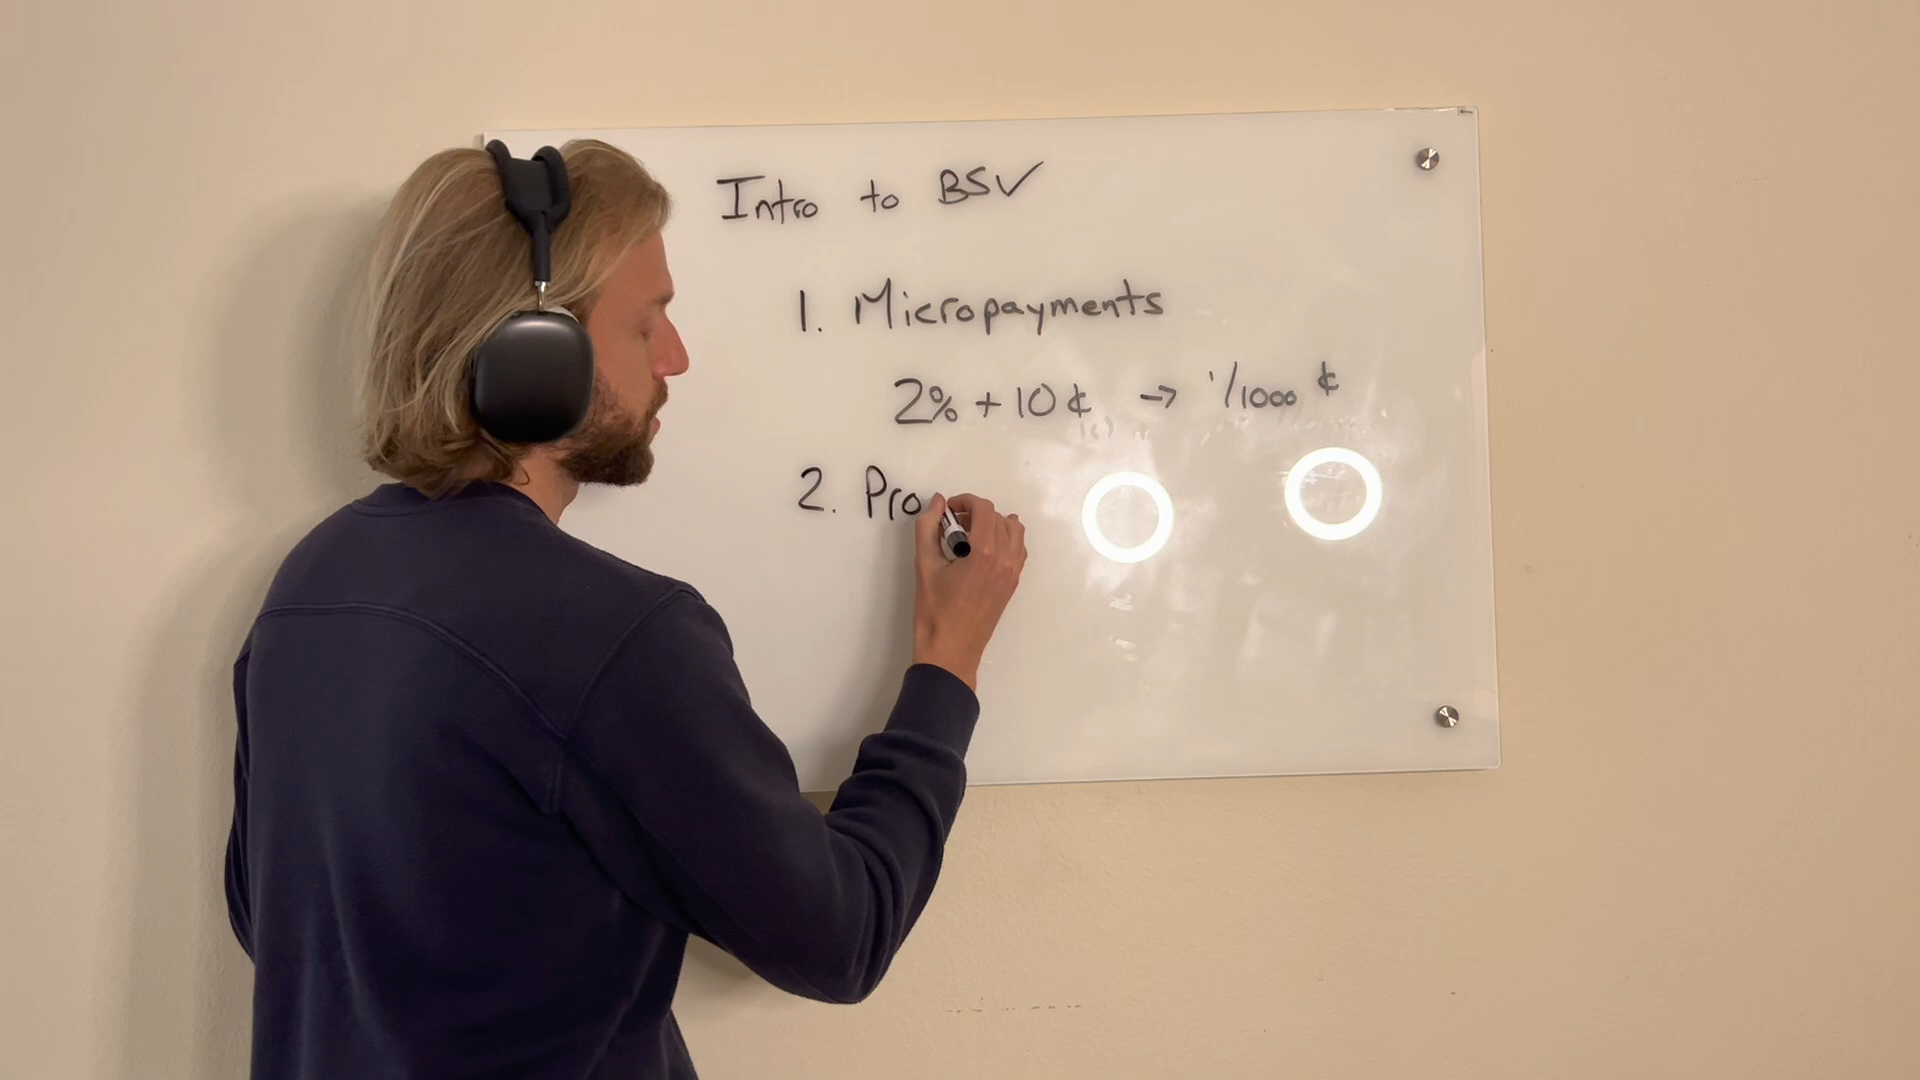 Intro to BSV
1. Micropayments
2% + 10¢ → 1/1000 ¢
2. Pro